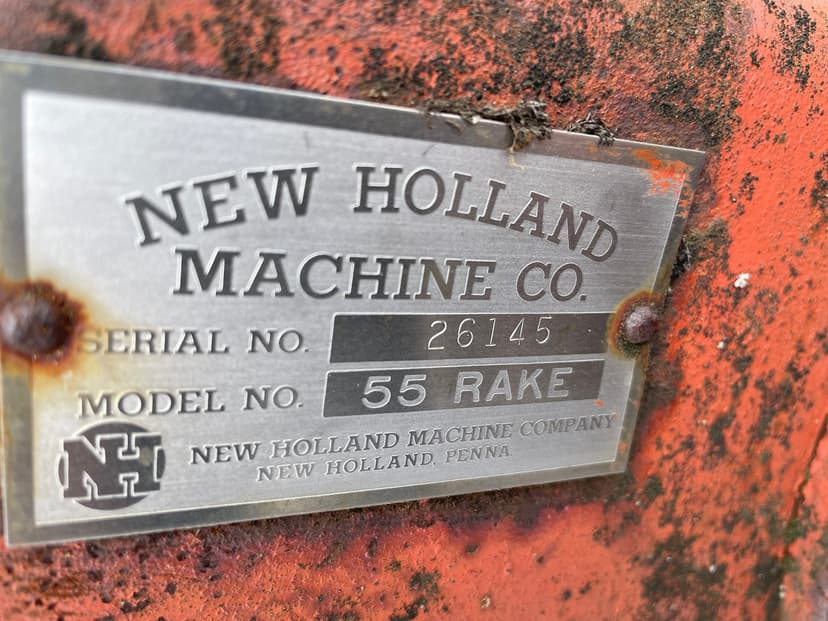 NEW HOLLAND
MACHINE CO.
SERIAL NO. 26145
MODEL NO. 55 RAKE
NH NEW HOLLAND MACHINE COMPANY
NEW HOLLAND, PENNA